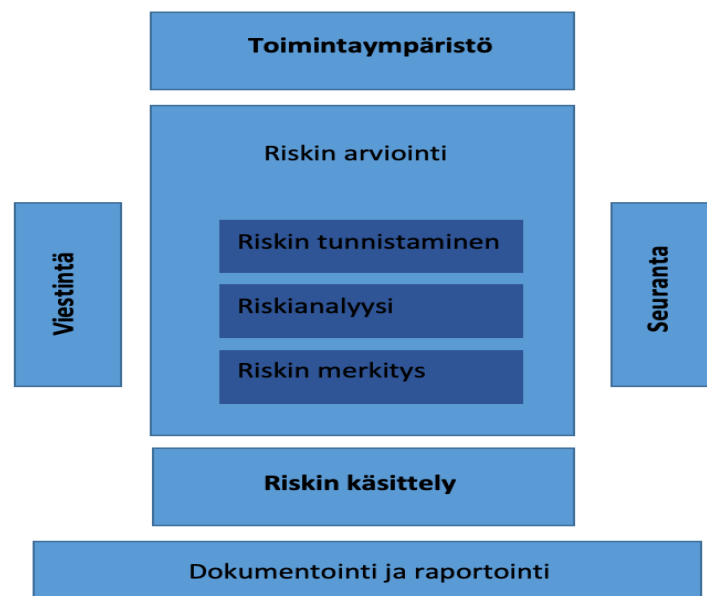 Toimintaympäristö
Riskin arviointi
Riskin tunnistaminen
Riskianalyysi
Riskin merkitys
Viestintä
Seuranta
Riskin käsittely
Dokumentointi ja raportointi